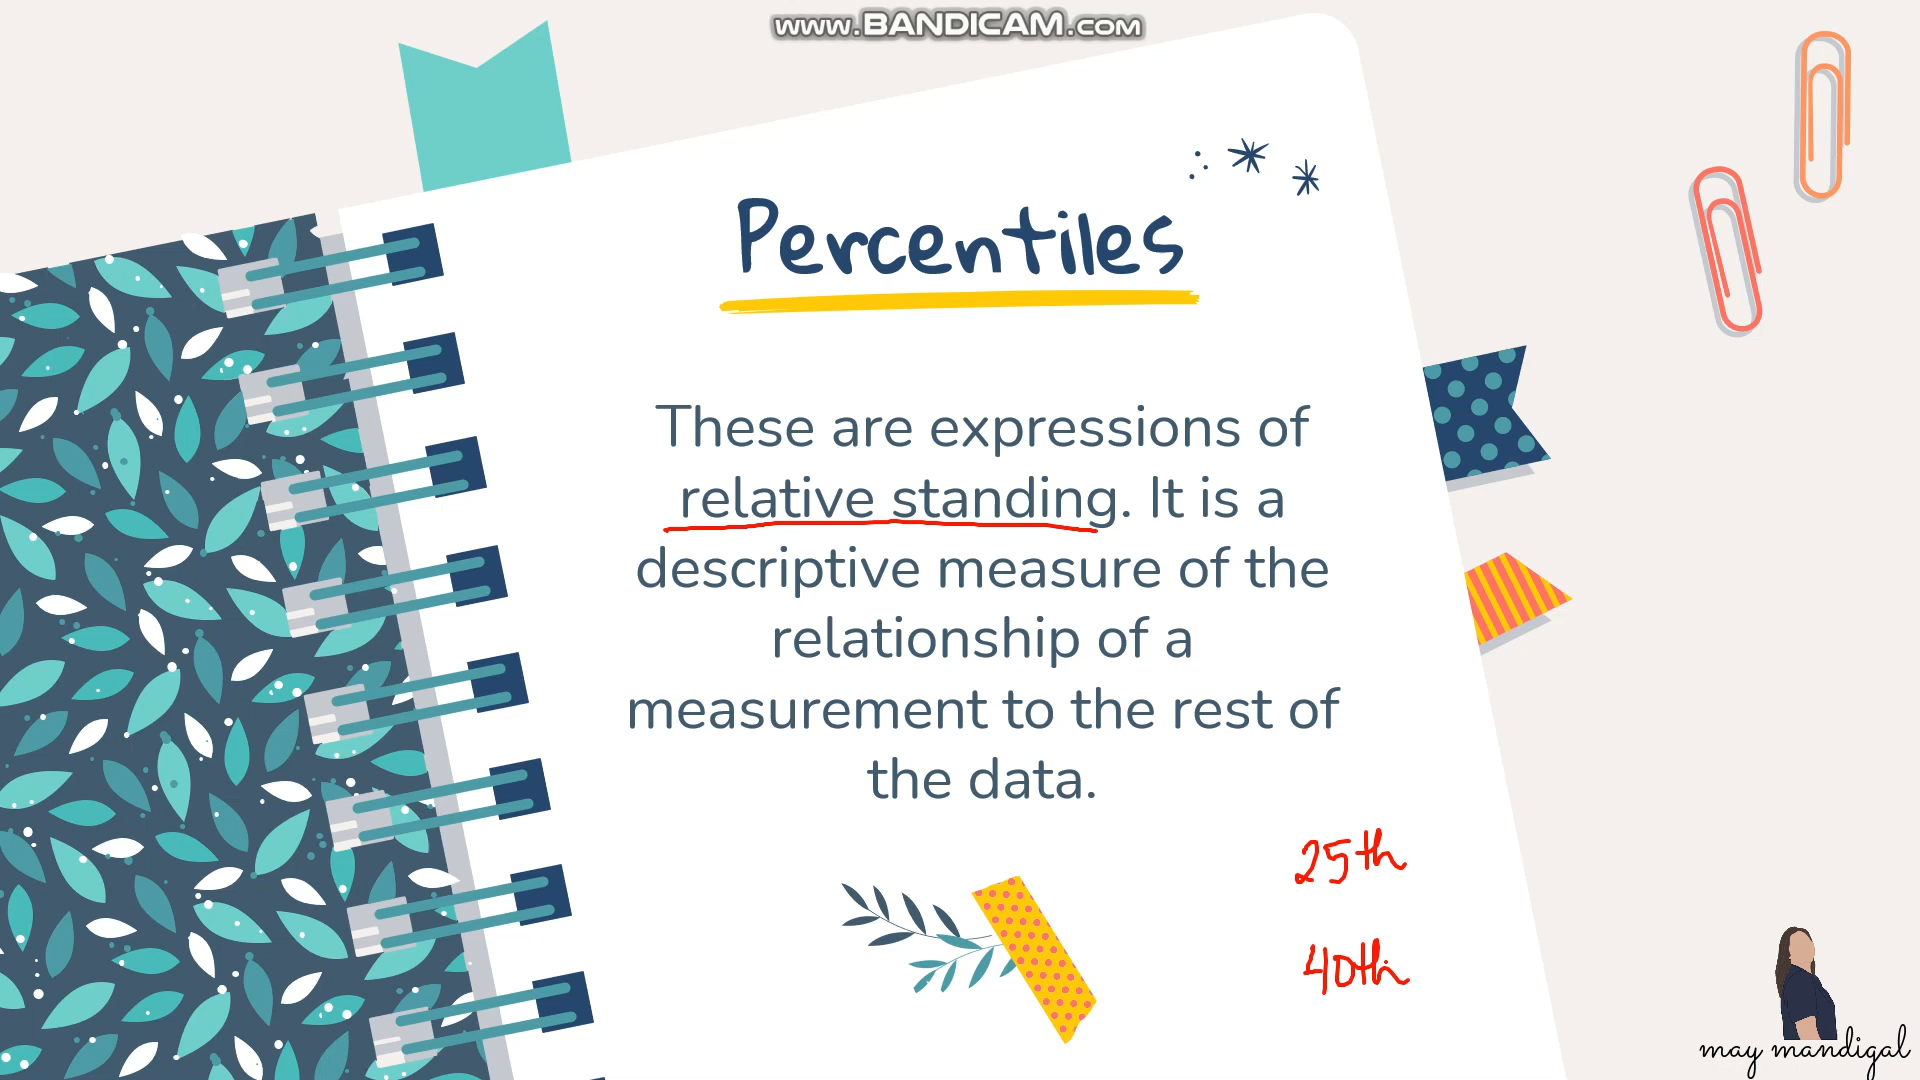 www.BANDICAM.com
Percentiles
These are expressions of
relative standing. It is a
descriptive measure of the
relationship of a
measurement to the rest of
the data.
25th
40th
may mandigal